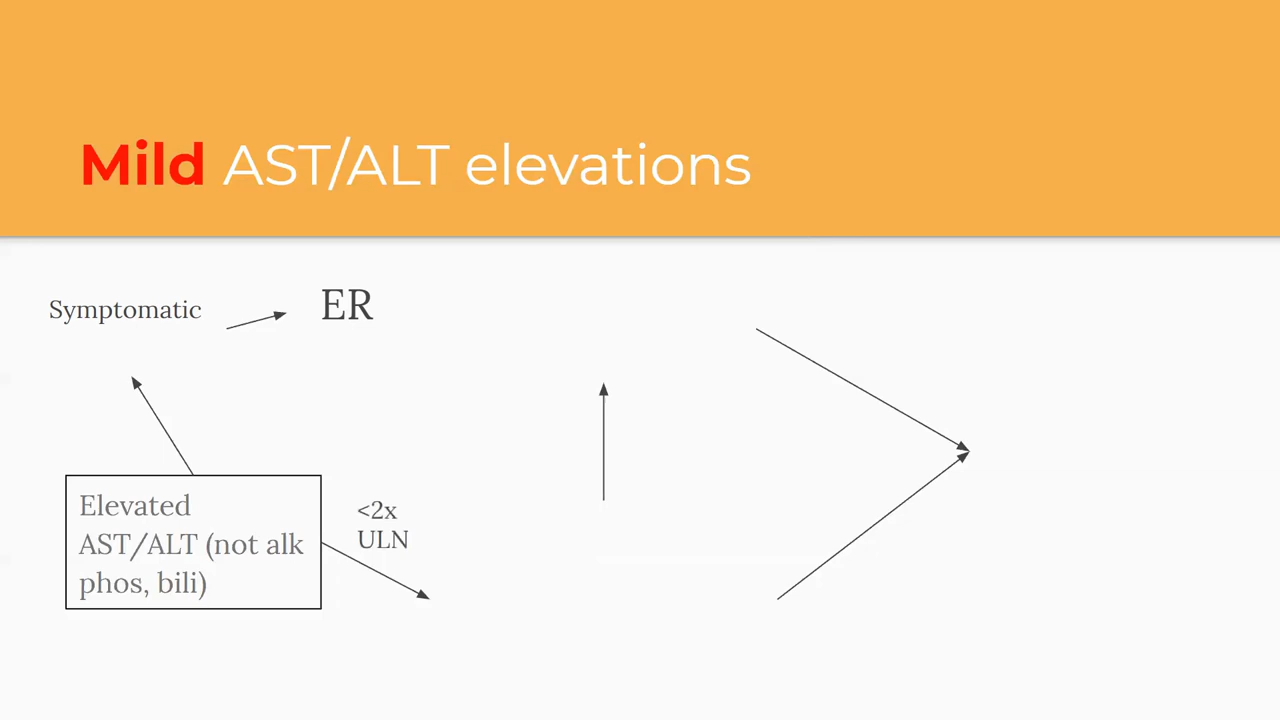 Mild AST/ALT elevations
Symptomatic
ER
Elevated
AST/ALT (not alk
phos, bili)
<2x
ULN